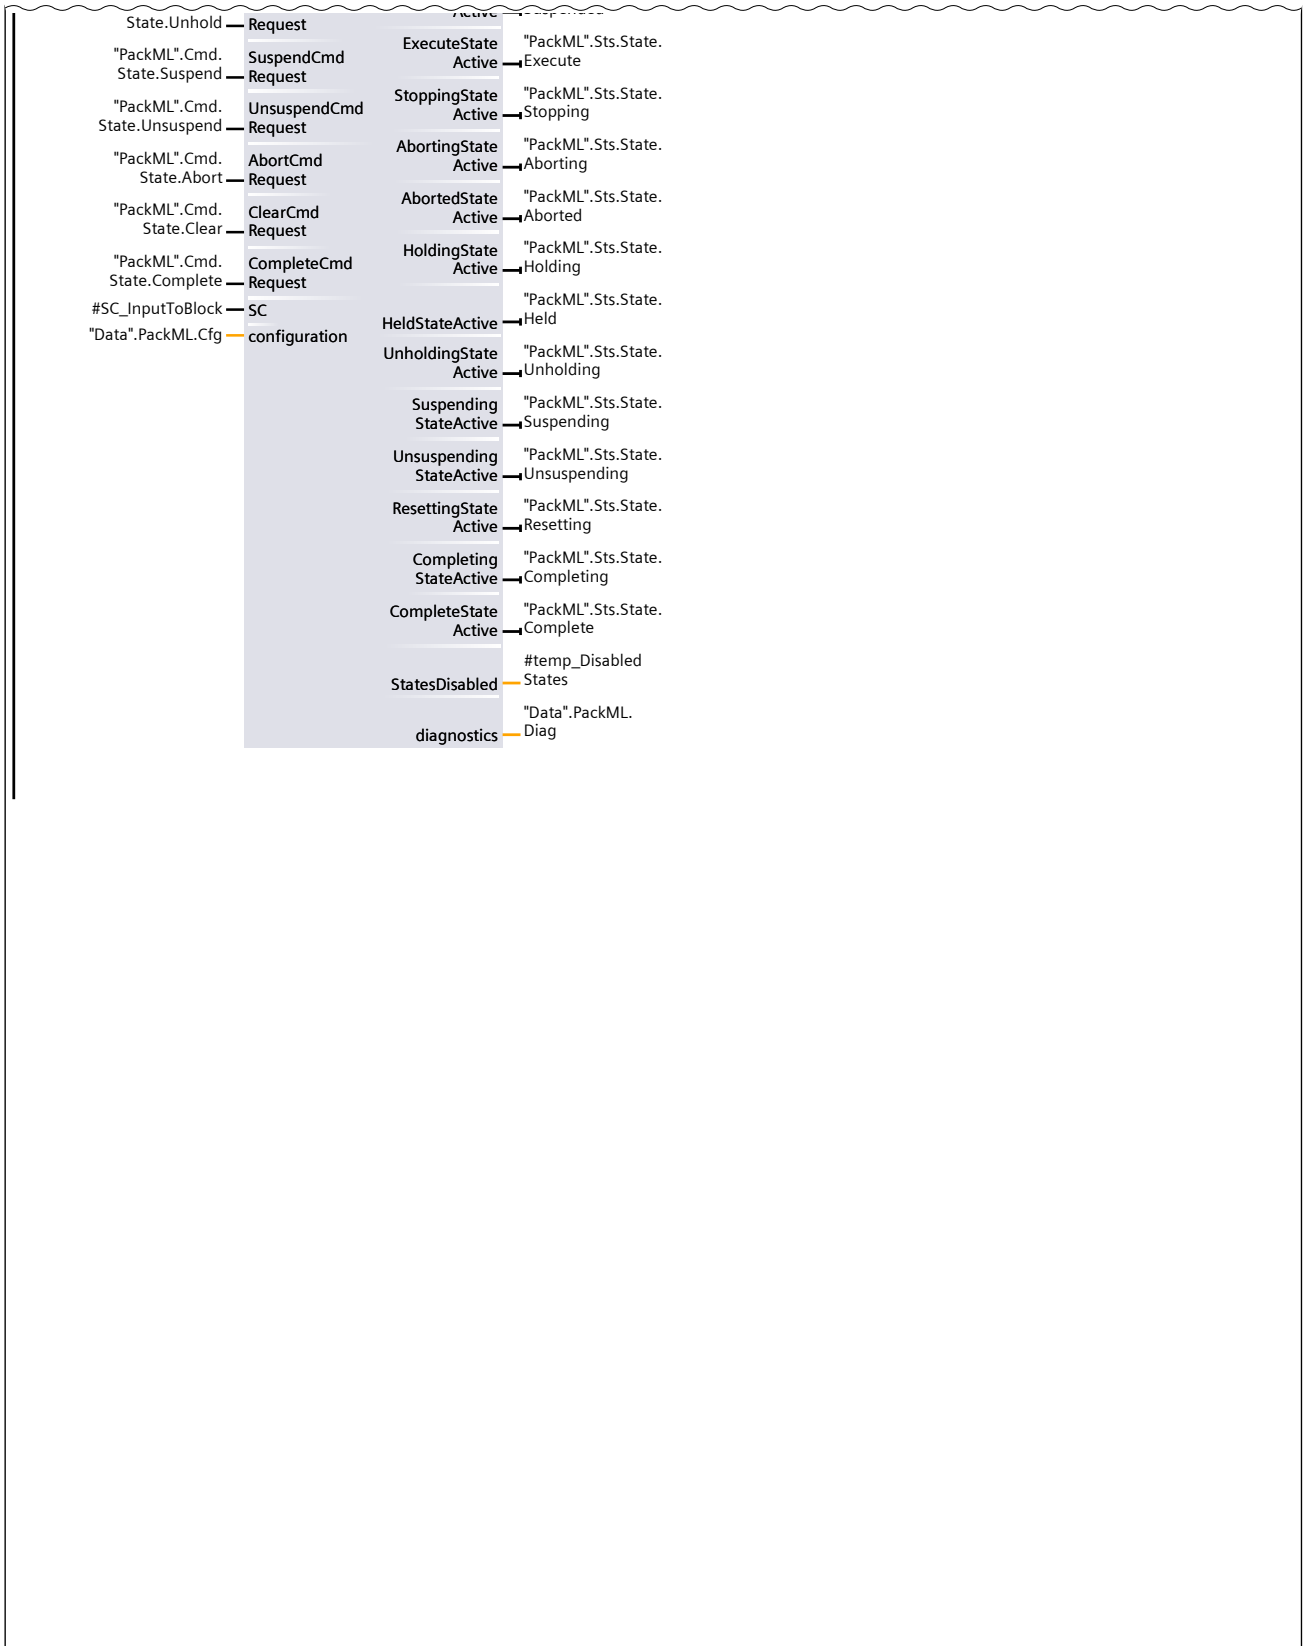 State.Unhold
Request
"PackML".Cmd.
State.Suspend
SuspendCmd
Request
"PackML".Cmd.
State.Unsuspend
UnsuspendCmd
Request
"PackML".Cmd.
State.Abort
AbortCmd
Request
"PackML".Cmd.
State.Clear
ClearCmd
Request
"PackML".Cmd.
State.Complete
CompleteCmd
Request
#SC_InputToBlock
SC
"Data".PackML.Cfg
configuration
ExecuteState
Active
"PackML".Sts.State.
Execute
StoppingState
Active
"PackML".Sts.State.
Stopping
AbortingState
Active
"PackML".Sts.State.
Aborting
AbortedState
Active
"PackML".Sts.State.
Aborted
HoldingState
Active
"PackML".Sts.State.
Holding
HeldStateActive
"PackML".Sts.State.
Held
UnholdingState
Active
"PackML".Sts.State.
Unholding
Suspending
StateActive
"PackML".Sts.State.
Suspending
Unsuspending
StateActive
"PackML".Sts.State.
Unsuspending
ResettingState
Active
"PackML".Sts.State.
Resetting
Completing
StateActive
"PackML".Sts.State.
Completing
CompleteState
Active
"PackML".Sts.State.
Complete
StatesDisabled
#temp_Disabled
States
diagnostics
"Data".PackML.
Diag